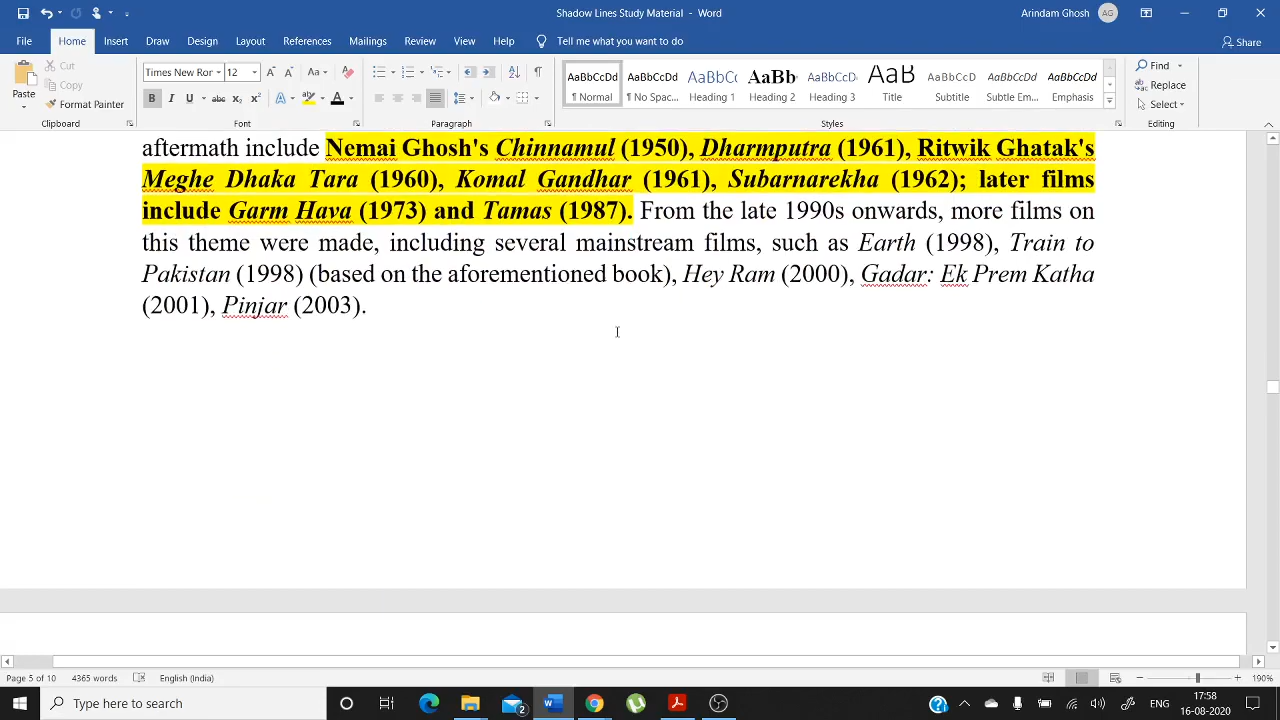 Shadow Lines Study Material - Word
Arindam Ghosh AG
File Home Insert Draw Design Layout References Mailings Review View Help Tell me what you want to do Share
Paste Cut Copy Format Painter
Clipboard
Times New Ror 12
Font
Paragraph
AaBbCcDd AaBbCcDd AaBbCc AaBb AaBbCcD AaB AaBbCcD AaBbCcDd AaBbCcDd
¶ Normal ¶ No Spac... Heading 1 Heading 2 Heading 3 Title Subtitle Subtle Em... Emphasis
Styles
Find
Replace
Select
Editing
aftermath include Nemai Ghosh's Chinnamul (1950), Dharmputra (1961), Ritwik Ghatak's
Meghe Dhaka Tara (1960), Komal Gandhar (1961), Subarnarekha (1962); later films
include Garm Hava (1973) and Tamas (1987). From the late 1990s onwards, more films on
this theme were made, including several mainstream films, such as Earth (1998), Train to
Pakistan (1998) (based on the aforementioned book), Hey Ram (2000), Gadar: Ek Prem Katha
(2001), Pinjar (2003).
Page 5 of 10 4365 words English (India) 190%
Type here to search
ENG
17:58
16-08-2020